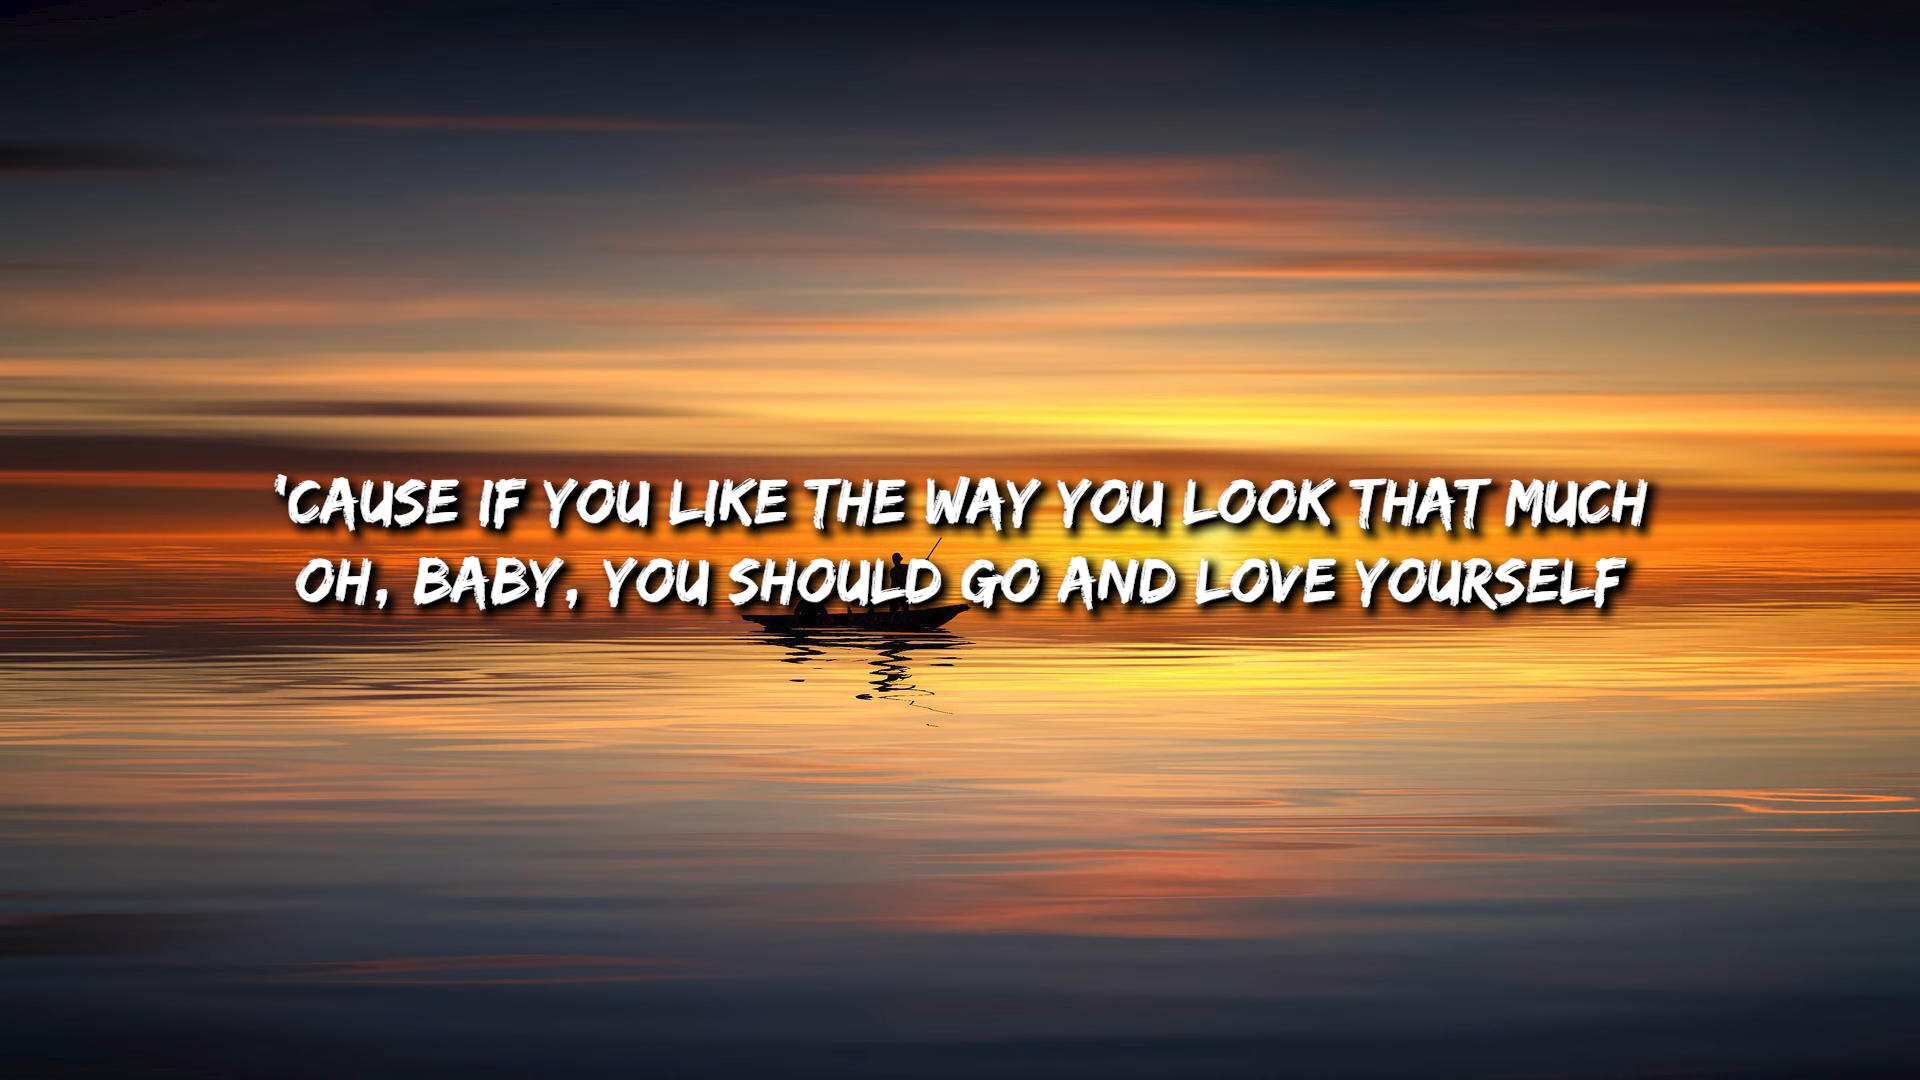 'CAUSE IF YOU LIKE THE WAY YOU LOOK THAT MUCH
OH, BABY, YOU SHOULD GO AND LOVE YOURSELF